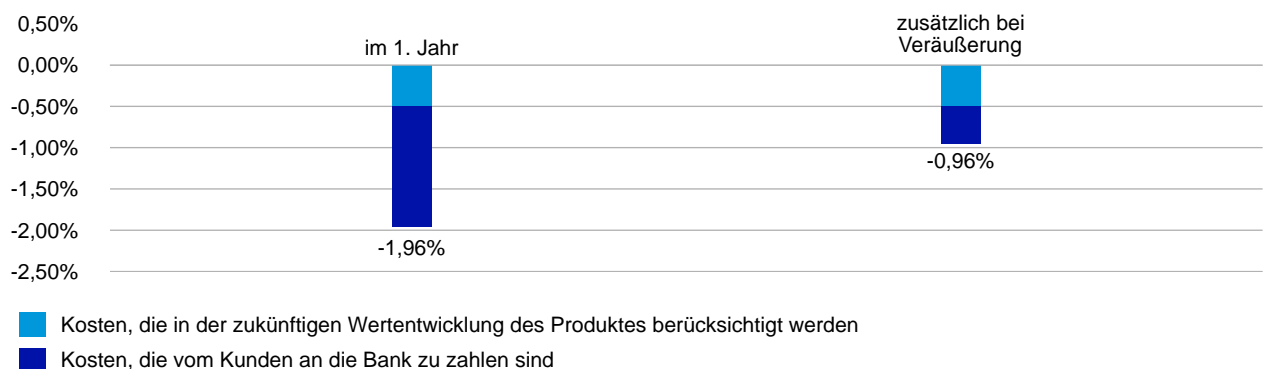 0,50%
im 1. Jahr
zusätzlich bei
Veräußerung
0,00%
-0,50%
-1,00%
-0,96%
-1,50%
-2,00%
-1,96%
-2,50%
Kosten, die in der zukünftigen Wertentwicklung des Produktes berücksichtigt werden
Kosten, die vom Kunden an die Bank zu zahlen sind